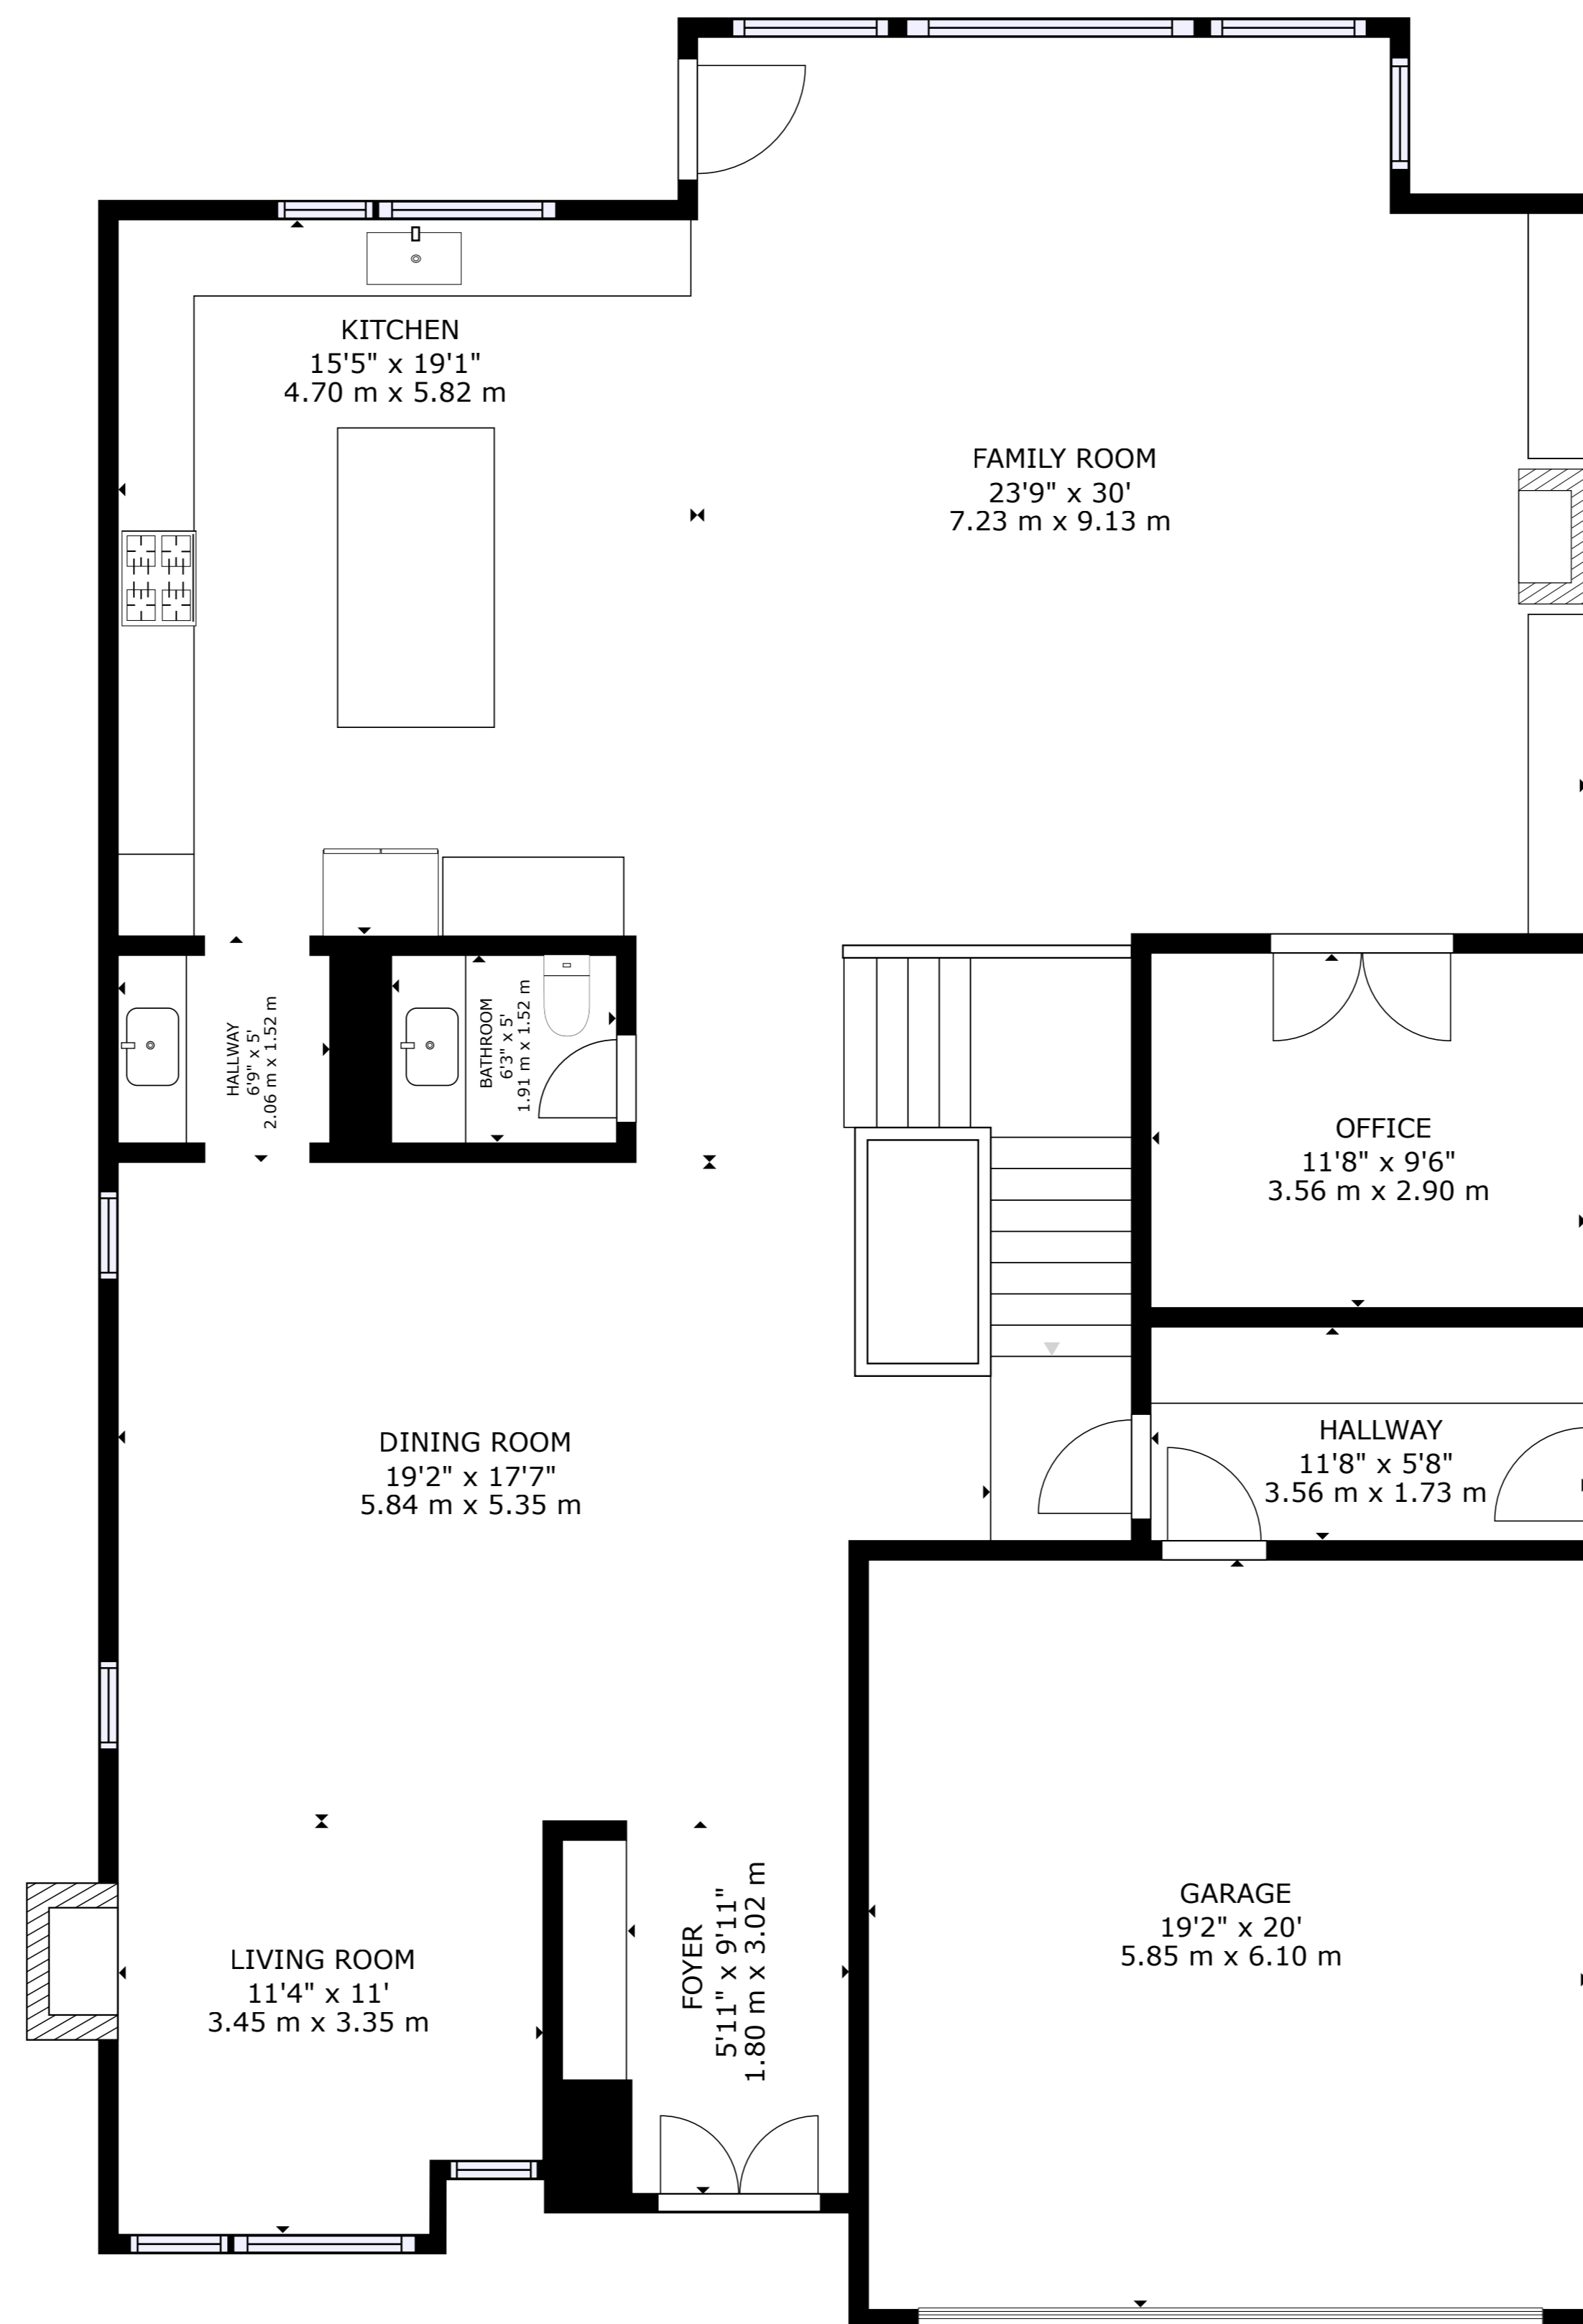 KITCHEN
15'5" x 19'1"
4.70 m x 5.82 m
FAMILY ROOM
23'9" x 30'
7.23 m x 9.13 m
HALLWAY
6'9" x 5'
2.06 m x 1.52 m
BATHROOM
6'3" x 5'
1.91 m x 1.52 m
OFFICE
11'8" x 9'6"
3.56 m x 2.90 m
DINING ROOM
19'2" x 17'7"
5.84 m x 5.35 m
HALLWAY
11'8" x 5'8"
3.56 m x 1.73 m
LIVING ROOM
11'4" x 11'
3.45 m x 3.35 m
FOYER
5'11" x 9'11"
1.80 m x 3.02 m
GARAGE
19'2" x 20'
5.85 m x 6.10 m